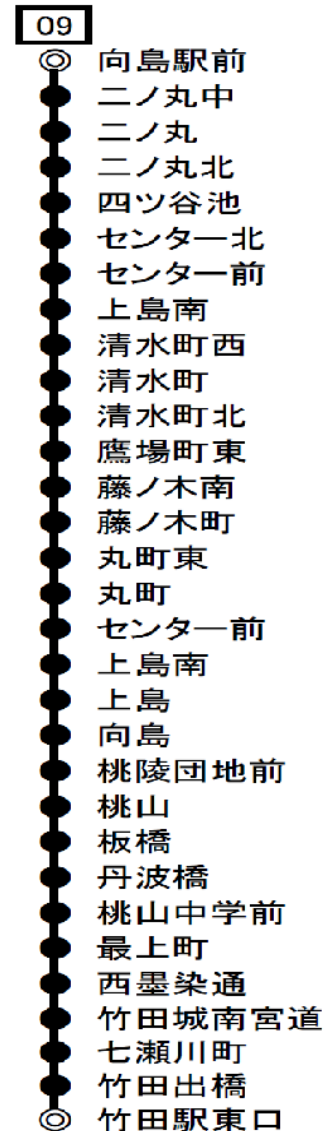 09
向島駅前
二ノ丸中
二ノ丸
二ノ丸北
四ツ谷池
センター北
センター前
上島南
清水町西
清水町
清水町北
鷹場町東
藤ノ木南
藤ノ木町
丸町東
丸町
センター前
上島南
上島
向島
桃陵団地前
桃山
板橋
丹波橋
桃山中学前
最上町
西墨染通
竹田城南宮道
七瀬川町
竹田出橋
竹田駅東口